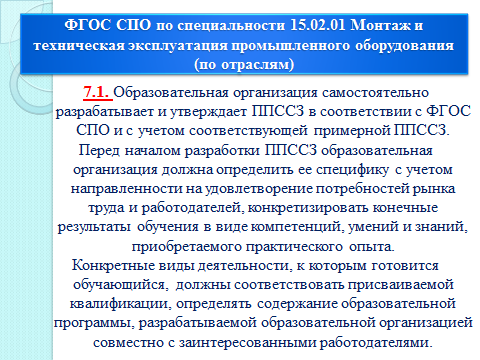 ФГОС СПО по специальности 15.02.01 Монтаж и
техническая эксплуатация промышленного оборудования
(по отраслям)
7.1. Образовательная организация самостоятельно
разрабатывает и утверждает ППССЗ в соответствии с ФГОС
СПО и с учетом соответствующей примерной ППССЗ.
Перед началом разработки ППССЗ образовательная
организация должна определить ее специфику с учетом
направленности на удовлетворение потребностей рынка
труда и работодателей, конкретизировать конечные
результаты обучения в виде компетенций, умений и знаний,
приобретаемого практического опыта.
Конкретные виды деятельности, к которым готовится
обучающийся, должны соответствовать присваиваемой
квалификации, определять содержание образовательной
программы, разрабатываемой образовательной организацией
совместно с заинтересованными работодателями.